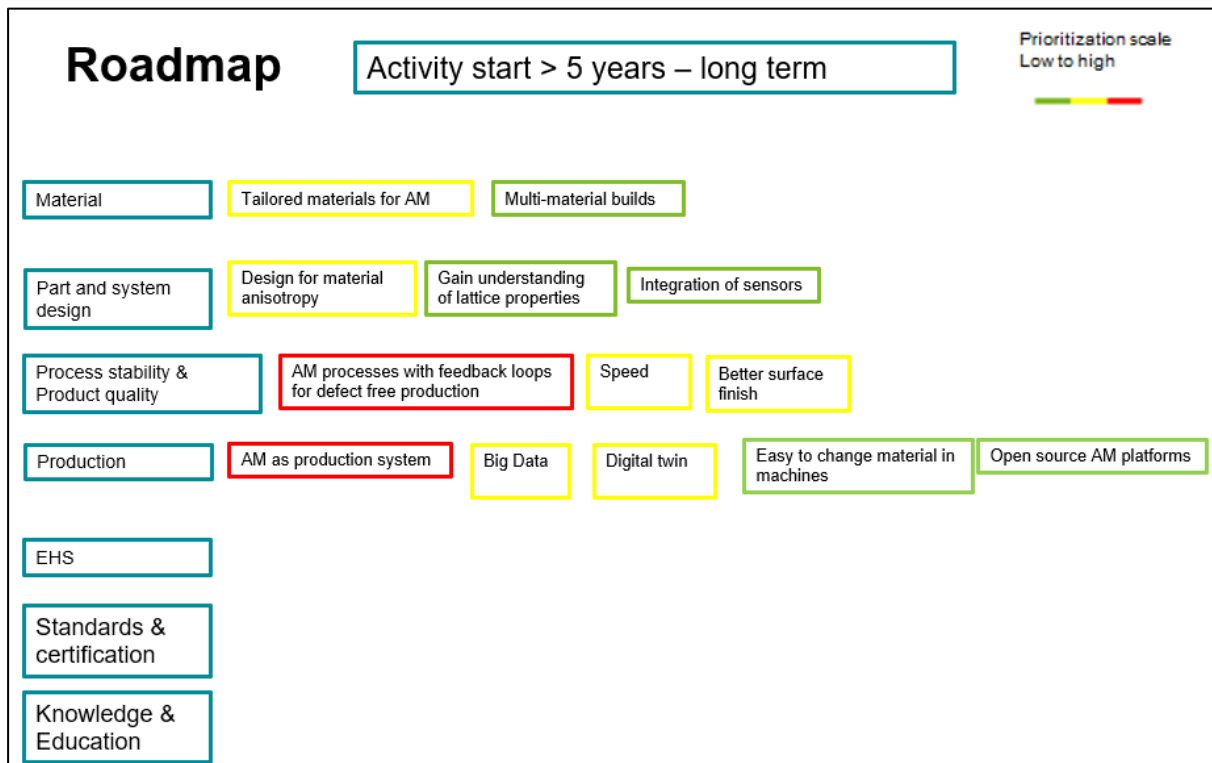 Roadmap
Activity start > 5 years – long term
Prioritization scale
Low to high
Material
Tailored materials for AM
Multi-material builds
Part and system
design
Design for material
anisotropy
Gain understanding
of lattice properties
Integration of sensors
Process stability &
Product quality
AM processes with feedback loops
for defect free production
Speed
Better surface
finish
Production
AM as production system
Big Data
Digital twin
Easy to change material in
machines
Open source AM platforms
EHS
Standards &
certification
Knowledge &
Education